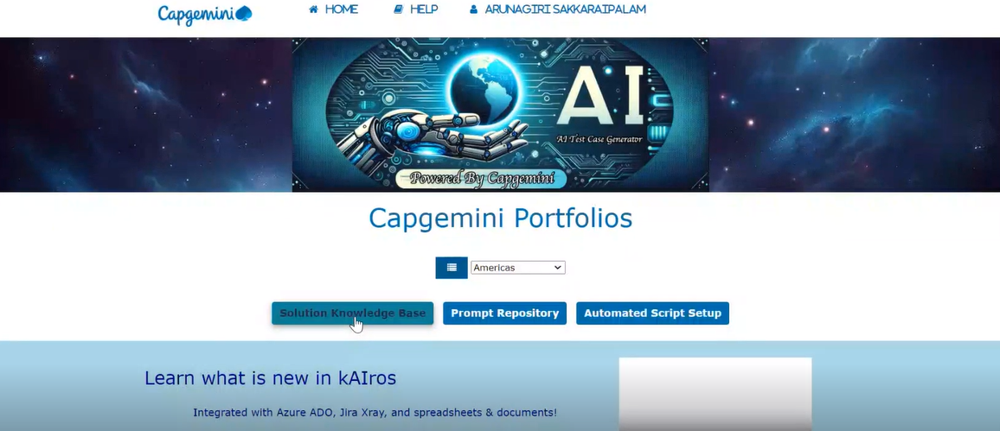 Capgemini
HOME
HELP
ARUNAGIRI SAKKARAIPALAM
AI
AI Test Case Generator
Powered By Capgemini
Capgemini Portfolios
Americas
Solution Knowledge Base
Prompt Repository
Automated Script Setup
Learn what is new in kAIros
Integrated with Azure ADO, Jira Xray, and spreadsheets & documents!